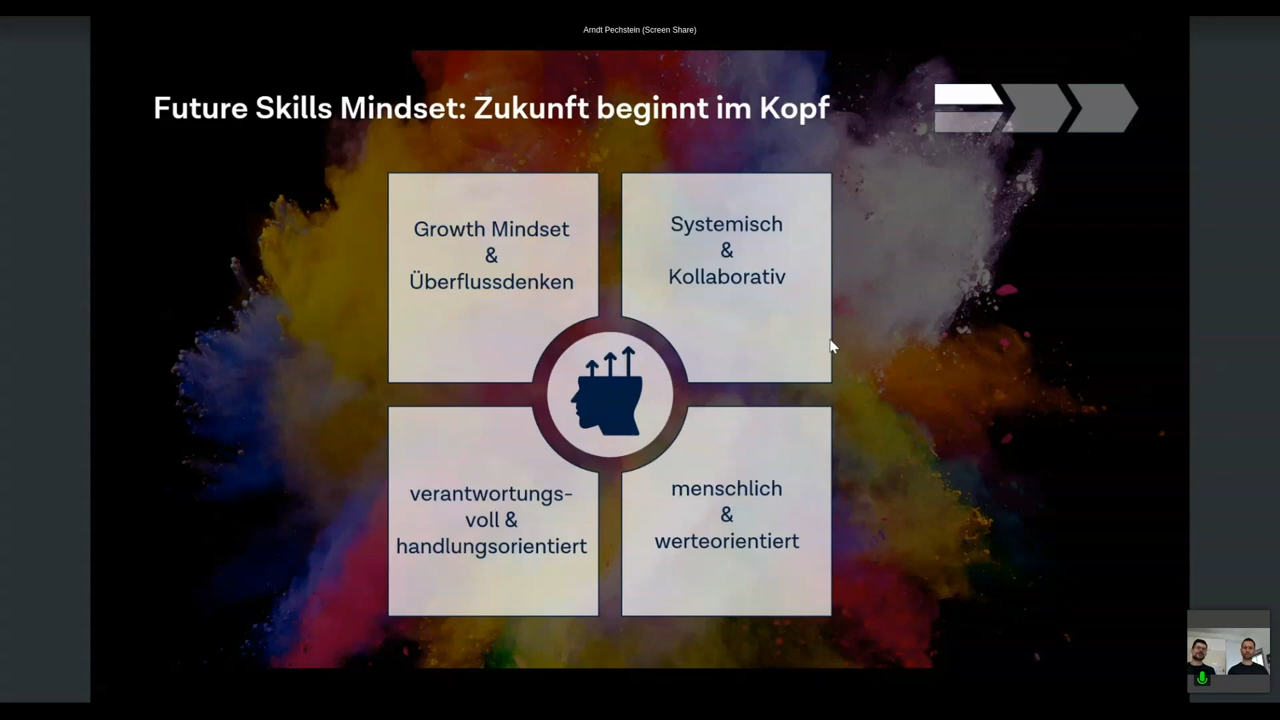 Arndt Pechstein (Screen Share)
Future Skills Mindset: Zukunft beginnt im Kopf
Growth Mindset
&
Überflussdenken
Systemisch
&
Kollaborativ
verantwortungs-
voll &
handlungsorientiert
menschlich
&
werteorientiert